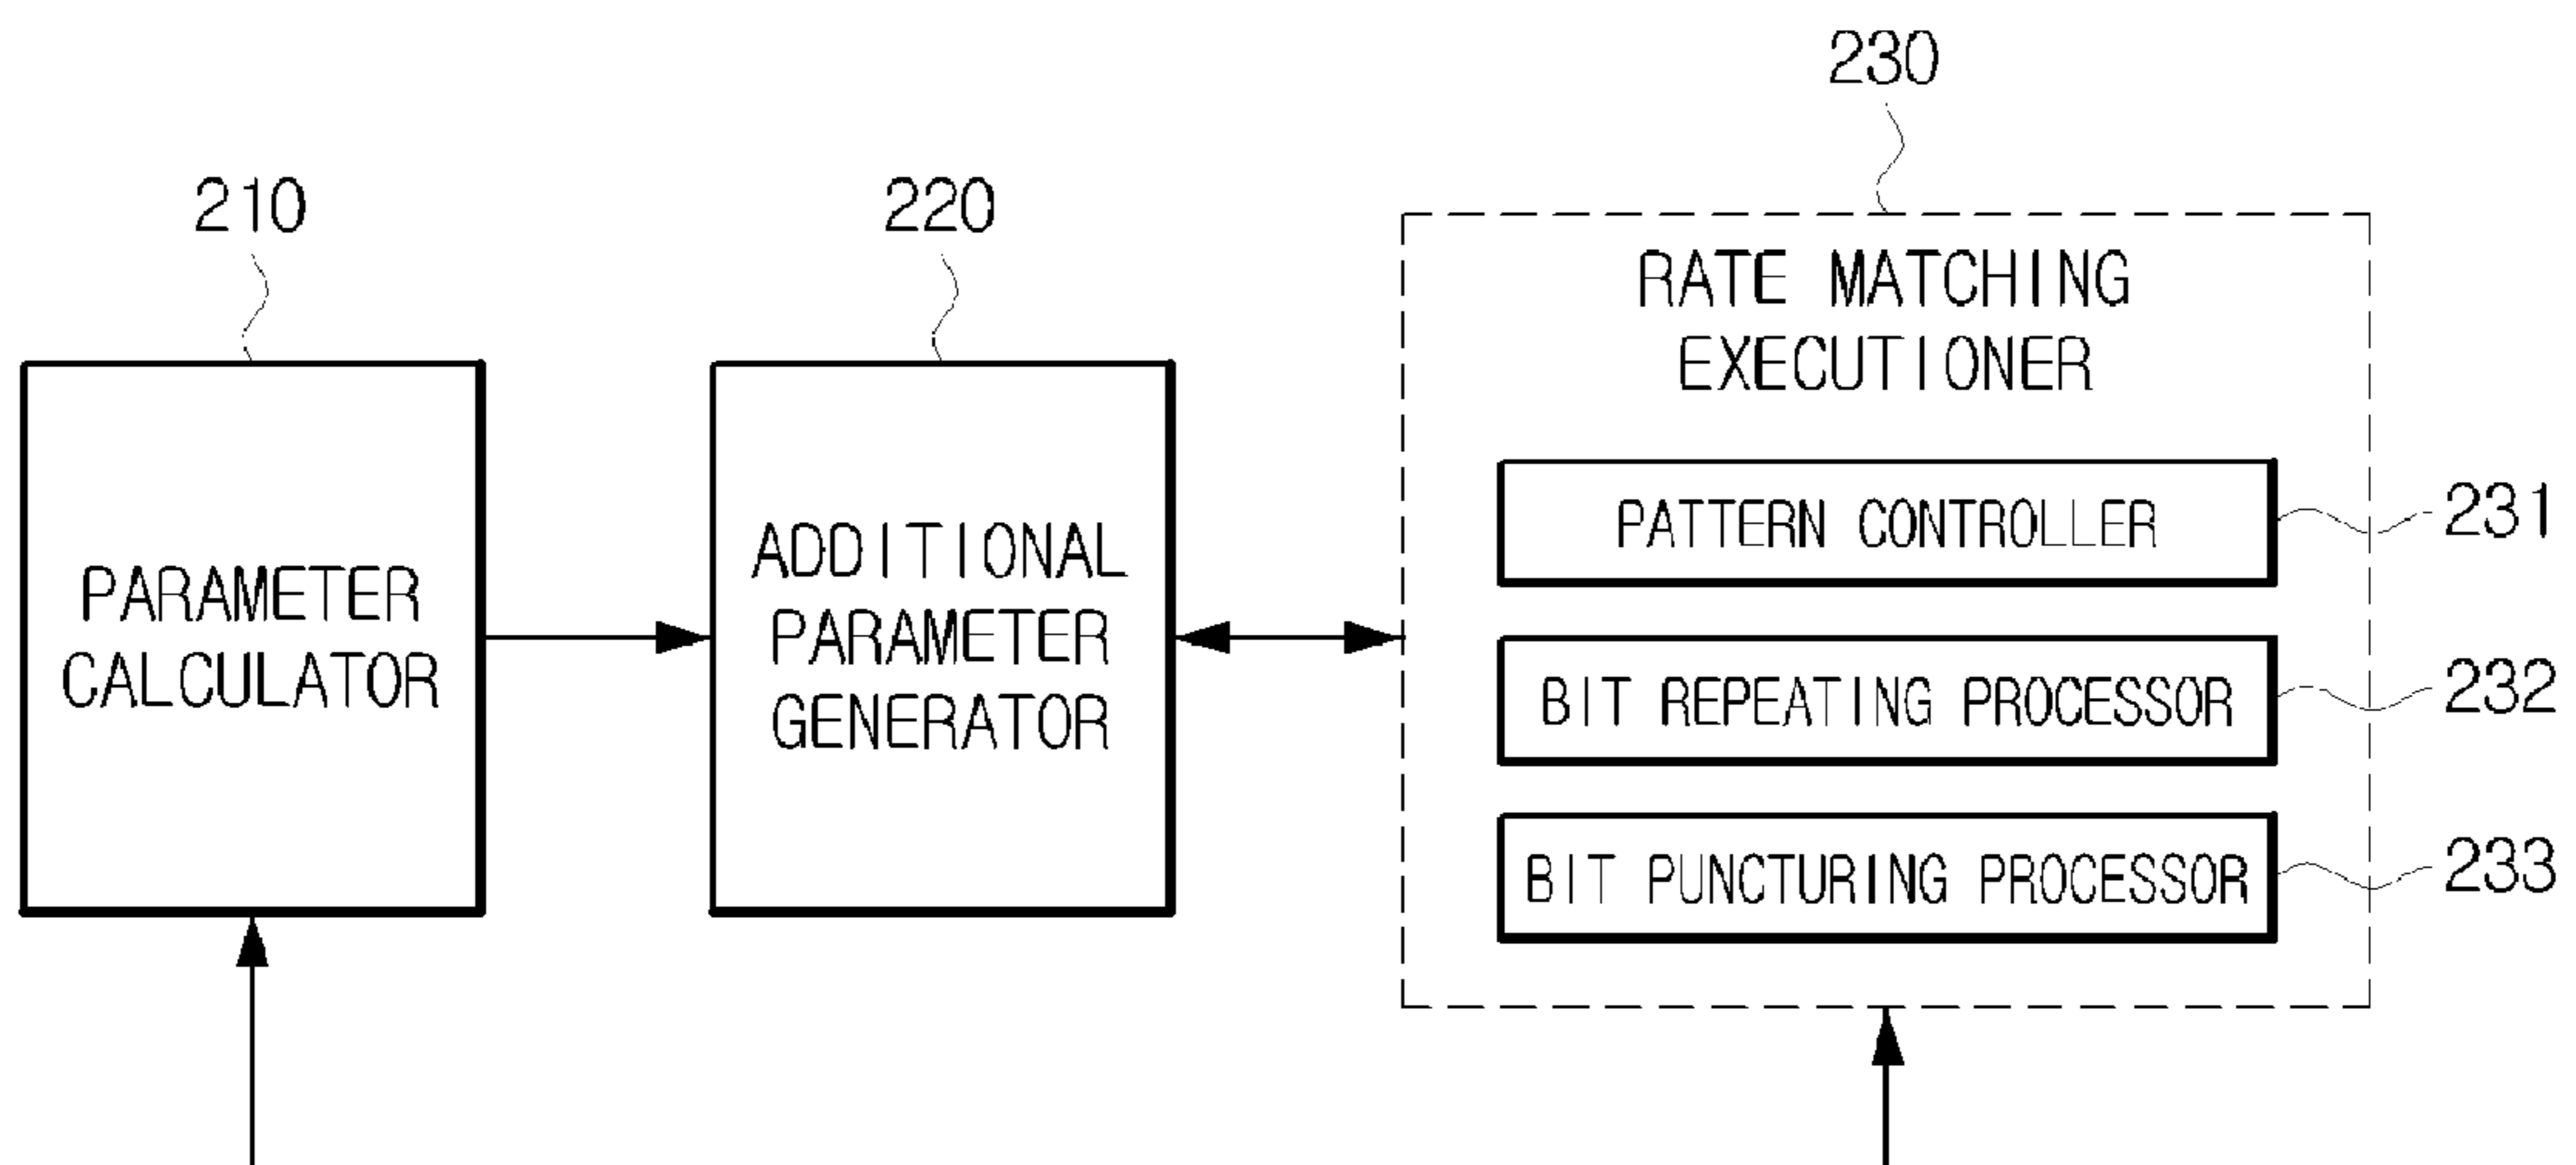 230
210
220
RATE MATCHING
EXECUTIONER
PATTERN CONTROLLER
231
ADDITIONAL
PARAMETER
GENERATOR
PARAMETER
CALCULATOR
BIT REPEATING PROCESSOR
232
BIT PUNCTURING PROCESSOR
233